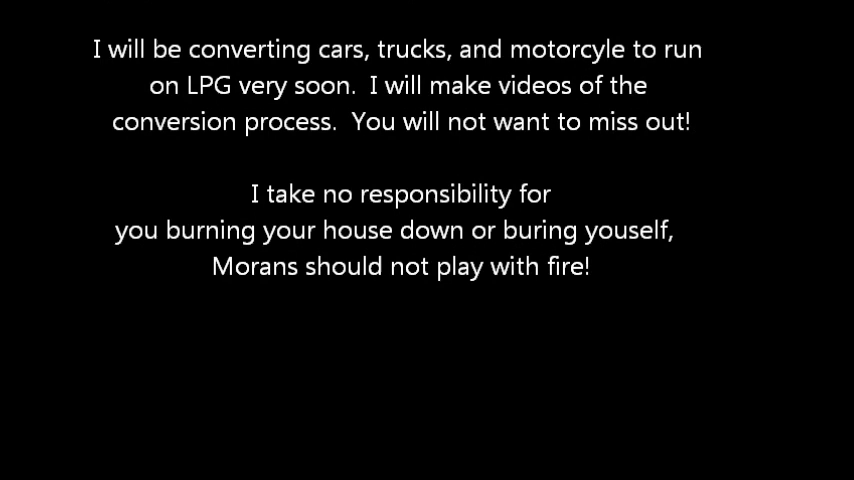 I will be converting cars, trucks, and motorcyle to run
on LPG very soon.  I will make videos of the
conversion process.  You will not want to miss out!
I take no responsibility for
you burning your house down or buring youself,
Morans should not play with fire!